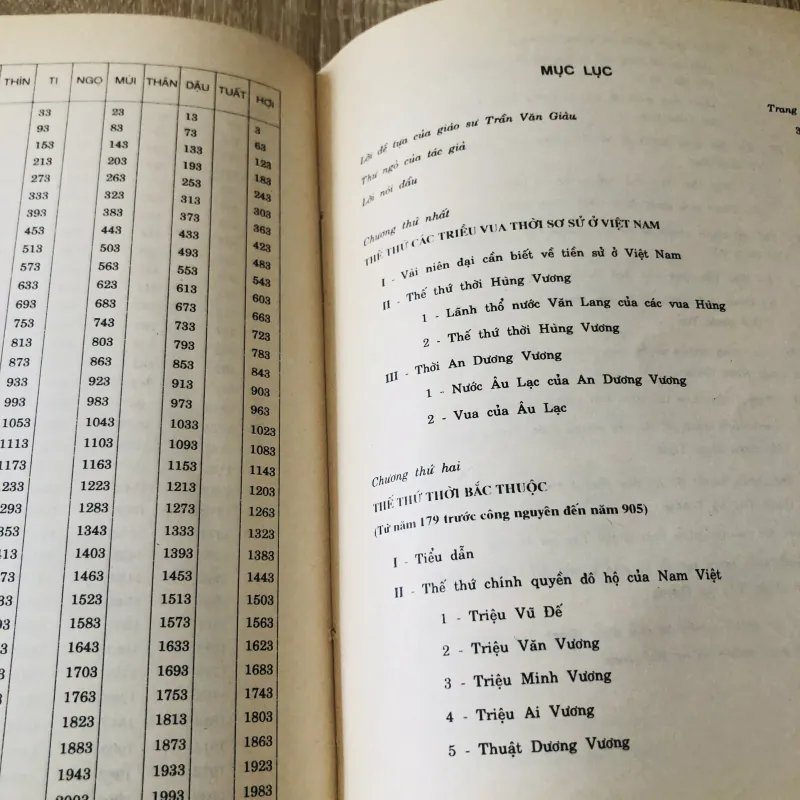 THÌN TI NGỌ MÙI THÂN DẬU TUẤT HỢI
33 23 13 3
93 83 73 63
153 143 133 123
213 203 193 183
273 263 253 243
333 323 313 303
393 383 373 363
453 443 433 423
513 503 493 483
573 563 553 543
633 623 613 603
693 683 673 663
753 743 733 723
813 803 793 783
873 863 853 843
933 923 913 903
993 983 973 963
1053 1043 1033 1023
1113 1103 1093 1083
1173 1163 1153 1143
233 1223 1213 1203
293 1283 1273 1263
353 1343 1333 1323
413 1403 1393 1383
73 1463 1453 1443
33 1523 1513 1503
93 1583 1573 1563
3 1643 1633 1623
3 1703 1693 1683
3 1763 1753 1743
1823 1813 1803
1883 1873 1863
1943 1933 1923
2003 1993 1983
MỤC LỤC
Trang
Lời đề tựa của giáo sư Trần Văn Giàu 3
Thư ngỏ của tác giả
Lời nói đầu
Chương thứ nhất
THẾ THỨ CÁC TRIỀU VUA THỜI SƠ SỬ Ở VIỆT NAM
I - Vài niên đại cần biết về tiền sử ở Việt Nam
II - Thế thứ thời Hùng Vương
1 - Lãnh thổ nước Văn Lang của các vua Hùng
2 - Thế thứ thời Hùng Vương
III - Thời An Dương Vương
1 - Nước Âu Lạc của An Dương Vương
2 - Vua của Âu Lạc
Chương thứ hai
THẾ THỨ THỜI BẮC THUỘC
(Từ năm 179 trước công nguyên đến năm 905)
I - Tiểu dẫn
II - Thế thứ chính quyền đô hộ của Nam Việt
1 - Triệu Vũ Đế
2 - Triệu Văn Vương
3 - Triệu Minh Vương
4 - Triệu Ai Vương
5 - Thuật Dương Vương